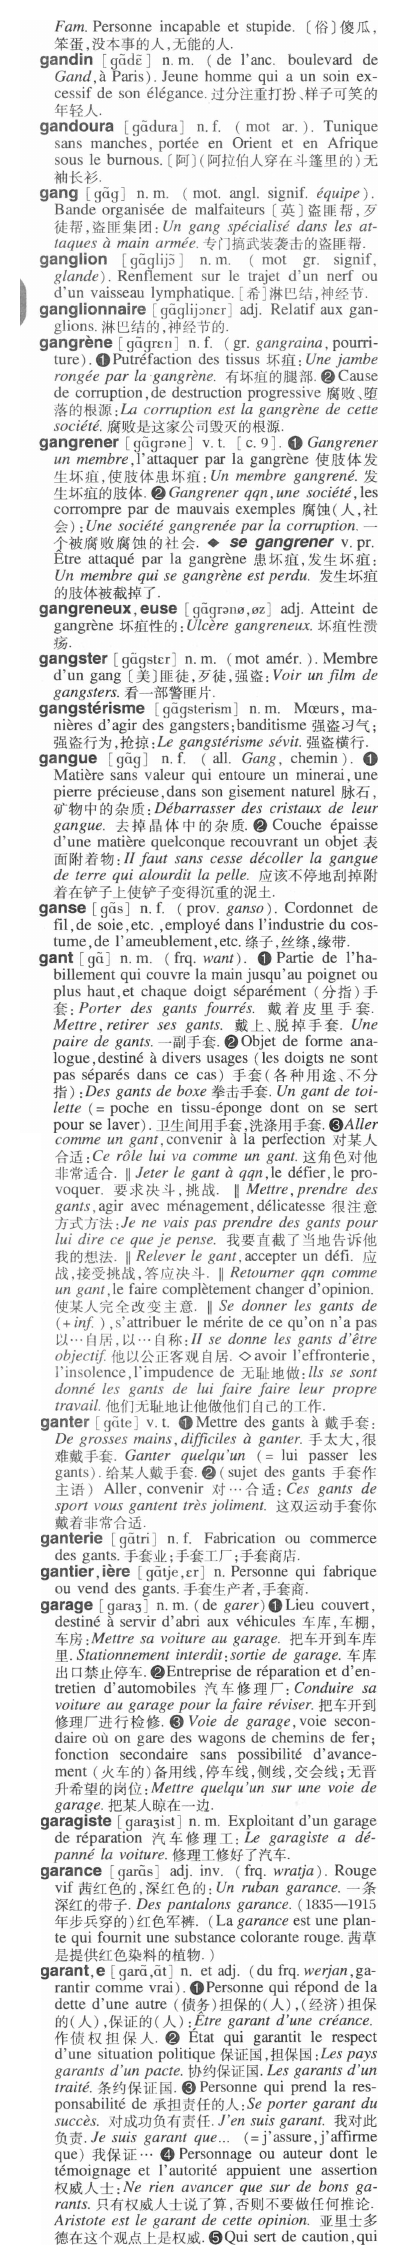 Fam. Personne incapable et stupide. 〔俗〕傻瓜,
笨蛋,没本事的人,无能的人.
gandin [gɑ̃dɛ̃] n. m. (de l'anc. boulevard de
Gand, à Paris). Jeune homme qui a un soin ex-
cessif de son élégance. 过分注重打扮、样子可笑的
年轻人.
gandoura [gɑ̃dura] n. f. (mot ar.). Tunique
sans manches, portée en Orient et en Afrique
sous le burnous. [阿](阿拉伯人穿在斗篷里的)无
袖长衫.
gang [gɑ̃g] n. m. (mot. angl. signif. équipe).
Bande organisée de malfaiteurs [英]盗匪帮,歹
徒帮,盗匪集团:Un gang spécialisé dans les at-
taques à main armée. 专门搞武装袭击的盗匪帮.
ganglion [gɑ̃glijɔ̃] n. m. (mot gr. signif,
glande). Renflement sur le trajet d'un nerf ou
d'un vaisseau lymphatique. [希]淋巴结,神经节.
ganglionnaire [gɑ̃glijɔnɛr] adj. Relatif aux gan-
glions. 淋巴结的,神经节的.
gangrène [gɑ̃grɛn] n. f. (gr. gangraina, pourri-
ture). ❶Putréfaction des tissus 坏疽:Une jambe
rongée par la gangrène. 有坏疽的腿部. ❷Cause
de corruption, de destruction progressive 腐败、堕
落的根源:La corruption est la gangrène de cette
société. 腐败是这家公司毁灭的根源.
gangrener [gɑ̃grəne] v. t. [c. 9]. ❶ Gangrener
un membre, l'attaquer par la gangrène 使肢体发
生坏疽,使肢体患坏疽:Un membre gangrené. 发
生坏疽的肢体. ❷Gangrener qqn, une société, les
corrompre par de mauvais exemples 腐蚀(人,社
会):Une société gangrenée par la corruption. 一
个被腐败腐蚀的社会. ◆ se gangrener v. pr.
Être attaqué par la gangrène 患坏疽,发生坏疽:
Un membre qui se gangrène est perdu. 发生坏疽
的肢体被截掉了.
gangreneux, euse [gɑ̃grənø, øz] adj. Atteint de
gangrène 坏疽性的:Ulcère gangreneux. 坏疽性溃
疡.
gangster [gɑ̃gstɛr] n. m. (mot amér.). Membre
d'un gang [美]匪徒,歹徒,强盗:Voir un film de
gangsters. 看一部警匪片.
gangstérisme [gɑ̃gsterism] n. m. Mœurs, ma-
nières d'agir des gangsters; banditisme 强盗习气;
强盗行为,抢掠:Le gangstérisme sévit. 强盗横行.
gangue [gɑ̃g] n. f. (all. Gang, chemin). ❶
Matière sans valeur qui entoure un minerai, une
pierre précieuse, dans son gisement naturel 脉石,
矿物中的杂质:Débarrasser des cristaux de leur
gangue. 去掉晶体中的杂质. ❷ Couche épaisse
d'une matière quelconque recouvrant un objet 表
面附着物:Il faut sans cesse décoller la gangue
de terre qui alourdit la pelle. 应该不停地刮掉附
着在铲子上使铲子变得沉重的泥土.
ganse [gɑ̃s] n. f. (prov. ganso). Cordonnet de
fil, de soie, etc. , employé dans l'industrie du cos-
tume, de l'ameublement, etc. 绦子,丝绦,缘带.
gant [gɑ̃] n. m. (frq. want). ❶ Partie de l'ha-
billement qui couvre la main jusqu'au poignet ou
plus haut, et chaque doigt séparément (分指)手
套:Porter des gants fourrés. 戴着皮里手套.
Mettre, retirer ses gants. 戴上、脱掉手套. Une
paire de gants. 一副手套. ❷Objet de forme ana-
logue, destiné à divers usages (les doigts ne sont
pas séparés dans ce cas) 手套(各种用途、不分
指):Des gants de boxe 拳击手套. Un gant de toi-
lette (= poche en tissu-éponge dont on se sert
pour se laver). 卫生间用手套,洗涤用手套. ❸Aller
comme un gant, convenir à la perfection 对某人
合适:Ce rôle lui va comme un gant. 这角色对他
非常适合. ‖ Jeter le gant à qqn, le défier, le pro-
voquer. 要求决斗,挑战. ‖ Mettre, prendre des
gants, agir avec ménagement, délicatesse 很注意
方式方法:Je ne vais pas prendre des gants pour
lui dire ce que je pense. 我要直截了当地告诉他
我的想法. ‖ Relever le gant, accepter un défi. 应
战,接受挑战,答应决斗. ‖ Retourner qqn comme
un gant, le faire complètement changer d'opinion.
使某人完全改变主意. ‖ Se donner les gants de
(+ inf.), s'attribuer le mérite de ce qu'on n'a pas
以…自居,以…自称:Il se donne les gants d'être
objectif. 他以公正客观自居. ◇avoir l'effronterie,
l'insolence, l'impudence de 无耻地做:Ils se sont
donné les gants de lui faire faire leur propre
travail. 他们无耻地让他做他们自己的工作.
ganter [gɑ̃te] v. t. ❶Mettre des gants à 戴手套:
De grosses mains, difficiles à ganter. 手太大,很
难戴手套. Ganter quelqu'un (= lui passer les
gants). 给某人戴手套. ❷(sujet des gants 手套作
主语) Aller, convenir 对…合适:Ces gants de
sport vous gantent très joliment. 这双运动手套你
戴着非常合适.
ganterie [gɑ̃tri] n. f. Fabrication ou commerce
des gants. 手套业;手套工厂;手套商店.
gantier, ière [gɑ̃tje, ɛr] n. Personne qui fabrique
ou vend des gants. 手套生产者,手套商.
garage [garaʒ] n. m. (de garer)❶Lieu couvert,
destiné à servir d'abri aux véhicules 车库,车棚,
车房:Mettre sa voiture au garage. 把车开到车库
里. Stationnement interdit: sortie de garage. 车库
出口禁止停车. ❷Entreprise de réparation et d'en-
tretien d'automobiles 汽车修理厂:Conduire sa
voiture au garage pour la faire réviser. 把车开到
修理厂进行检修. ❸ Voie de garage, voie secon-
daire où on gare des wagons de chemins de fer;
fonction secondaire sans possibilité d'avance-
ment (火车的)备用线,停车线,侧线,交会线;无晋
升希望的岗位:Mettre quelqu'un sur une voie de
garage. 把某人晾在一边.
garagiste [garaʒist] n. m. Exploitant d'un garage
de réparation 汽车修理工: Le garagiste a dé-
panné la voiture. 修理工修好了汽车.
garance [garɑ̃s] adj. inv. (frq. wratja). Rouge
vif 茜红色的,深红色的:Un ruban garance. 一条
深红的带子. Des pantalons garance. (1835—1915
年步兵穿的)红色军裤. (La garance est une plan-
te qui fournit une substance colorante rouge. 茜草
是提供红色染料的植物.)
garant, e [garɑ̃, ɑ̃t] n. et adj. (du frq. werjan, ga-
rantir comme vrai). ❶Personne qui répond de la
dette d'une autre (债务)担保的(人),(经济)担保
的(人),保证的(人):Être garant d'une créance.
作债权担保人. ❷ État qui garantit le respect
d'une situation politique 保证国,担保国:Les pays
garants d'un pacte. 协约保证国. Les garants d'un
traité. 条约保证国. ❸ Personne qui prend la res-
ponsabilité de 承担责任的人:Se porter garant du
succès. 对成功负有责任. J'en suis garant. 我对此
负责. Je suis garant que... (= j'assure, j'affirme
que) 我保证… ❹ Personnage ou auteur dont le
témoignage et l'autorité appuient une assertion
权威人士:Ne rien avancer que sur de bons ga-
rants. 只有权威人士说了算,否则不要做任何推论.
Aristote est le garant de cette opinion. 亚里士多
德在这个观点上是权威. ❺Qui sert de caution, qui